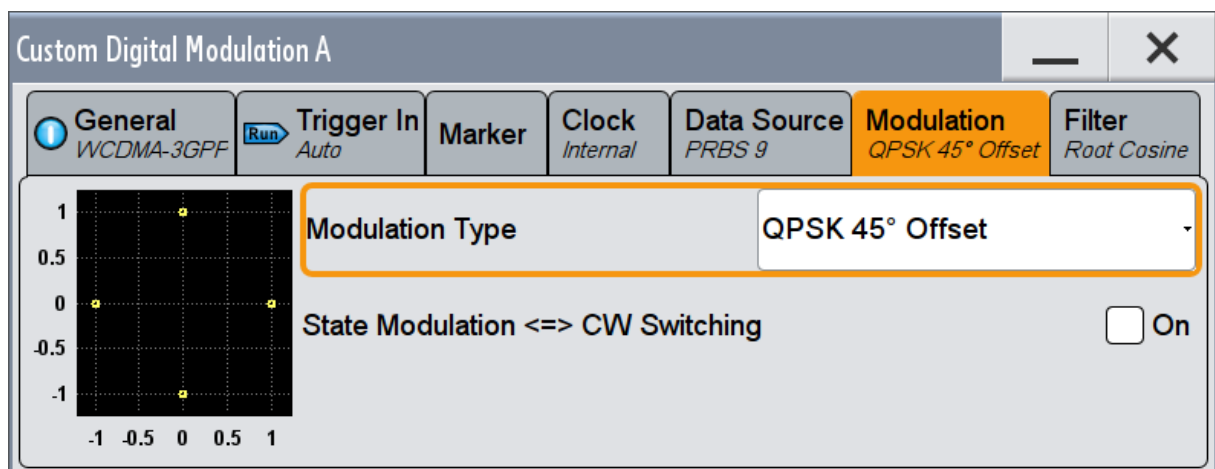 Custom Digital Modulation A
General
WCDMA-3GPP
Run
Trigger In
Auto
Marker
Clock
Internal
Data Source
PRBS 9
Modulation
QPSK 45° Offset
Filter
Root Cosine
1
0.5
0
-0.5
-1
-1 -0.5 0 0.5 1
Modulation Type
QPSK 45° Offset
State Modulation <=> CW Switching
On